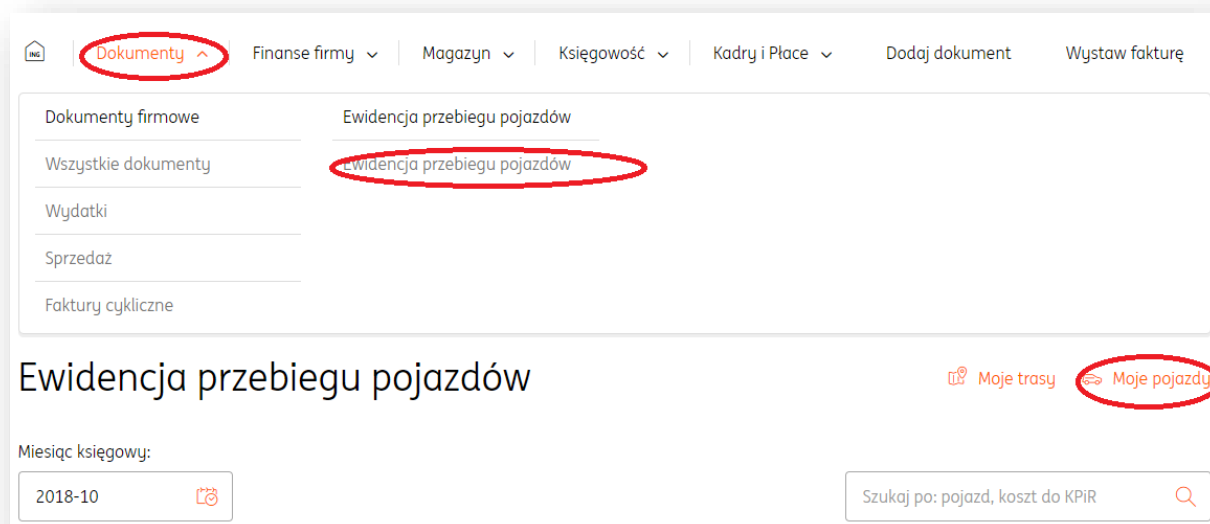 ING Dokumenty Finanse firmy Magazyn Księgowość Kadry i Płace Dodaj dokument Wystaw fakturę
Dokumenty firmowe Ewidencja przebiegu pojazdów
Wszystkie dokumenty Ewidencja przebiegu pojazdów
Wydatki
Sprzedaż
Faktury cykliczne
Ewidencja przebiegu pojazdów Moje trasy Moje pojazdy
Miesiąc księgowy:
2018-10 Szukaj po: pojazd, koszt do KPiR